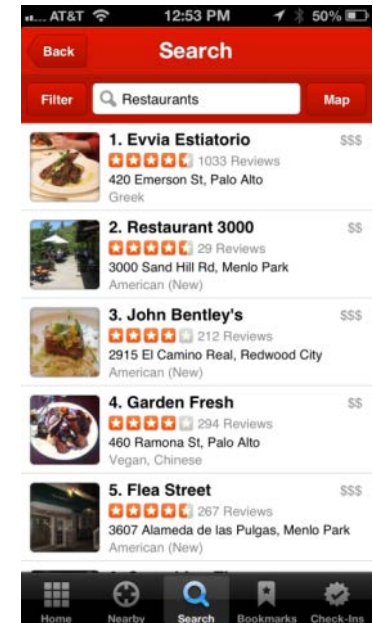 AT&T 12:53 PM 50%
Back Search
Filter Restaurants Map
1. Evvia Estiatorio $$$
1033 Reviews
420 Emerson St, Palo Alto
Greek
2. Restaurant 3000 $$
29 Reviews
3000 Sand Hill Rd, Menlo Park
American (New)
3. John Bentley's $$$
212 Reviews
2915 El Camino Real, Redwood City
American (New)
4. Garden Fresh $$
294 Reviews
460 Ramona St, Palo Alto
Vegan, Chinese
5. Flea Street $$$
267 Reviews
3607 Alameda de las Pulgas, Menlo Park
American (New)
Home Nearby Search Bookmarks Check-Ins